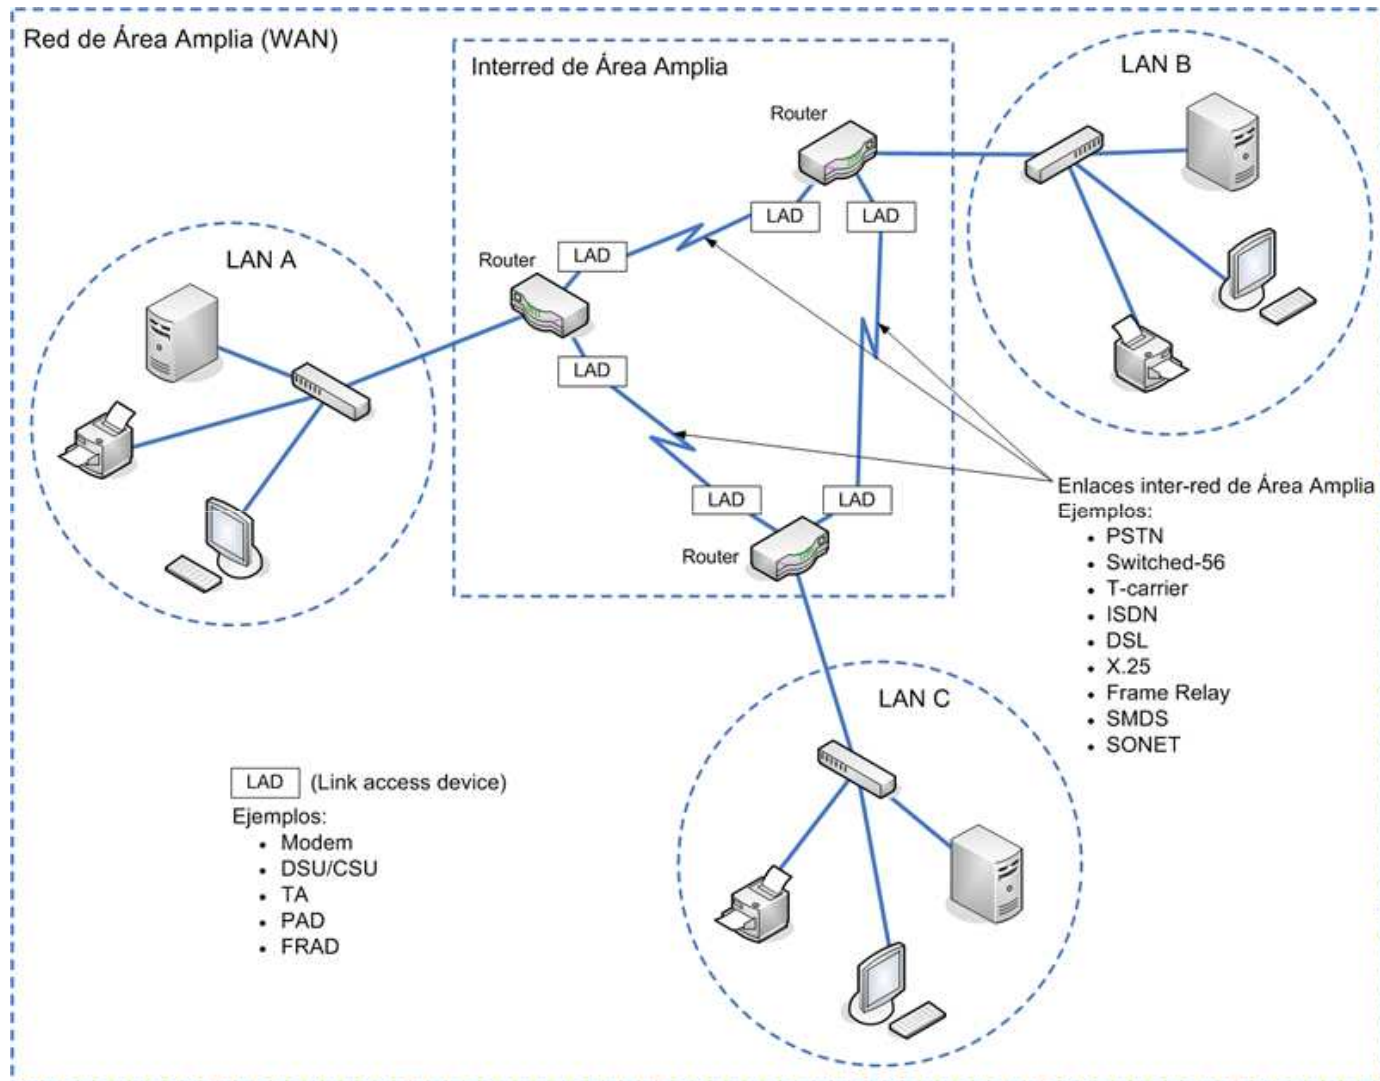 Red de Área Amplia (WAN)
Interred de Área Amplia
LAN B
Router
LAD
LAD
LAN A
Router
LAD
LAD
LAD
LAD
Router
Enlaces inter-red de Área Amplia
Ejemplos:
• PSTN
• Switched-56
• T-carrier
• ISDN
• DSL
• X.25
• Frame Relay
• SMDS
• SONET
LAN C
LAD (Link access device)
Ejemplos:
• Modem
• DSU/CSU
• TA
• PAD
• FRAD